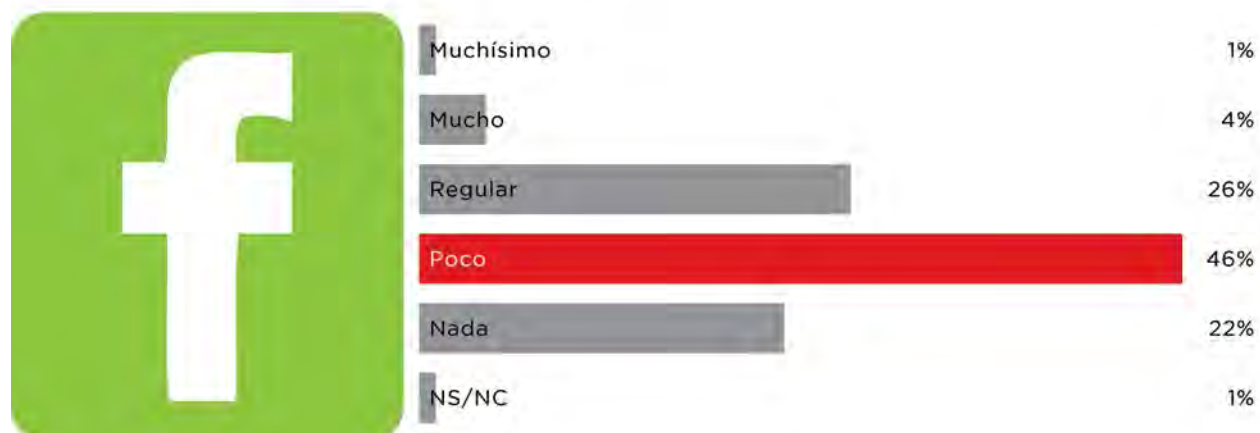 Muchísimo 1%
Mucho 4%
Regular 26%
Poco 46%
Nada 22%
NS/NC 1%